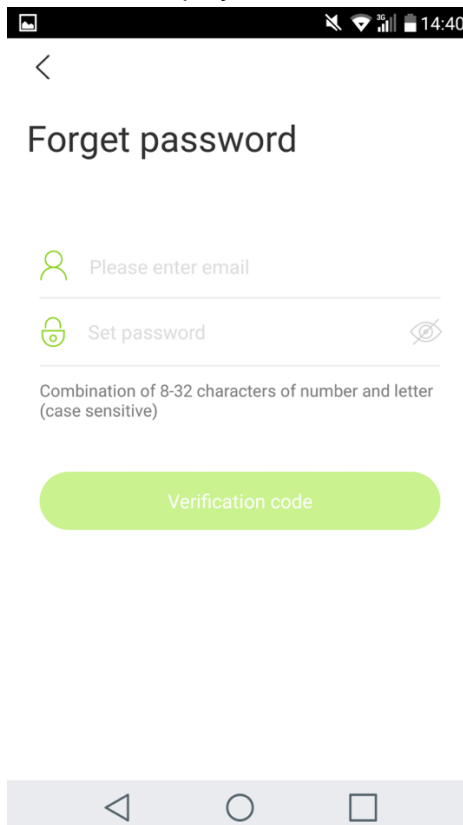 3G 14:40
Forget password
Please enter email
Set password
Combination of 8-32 characters of number and letter
(case sensitive)
Verification code